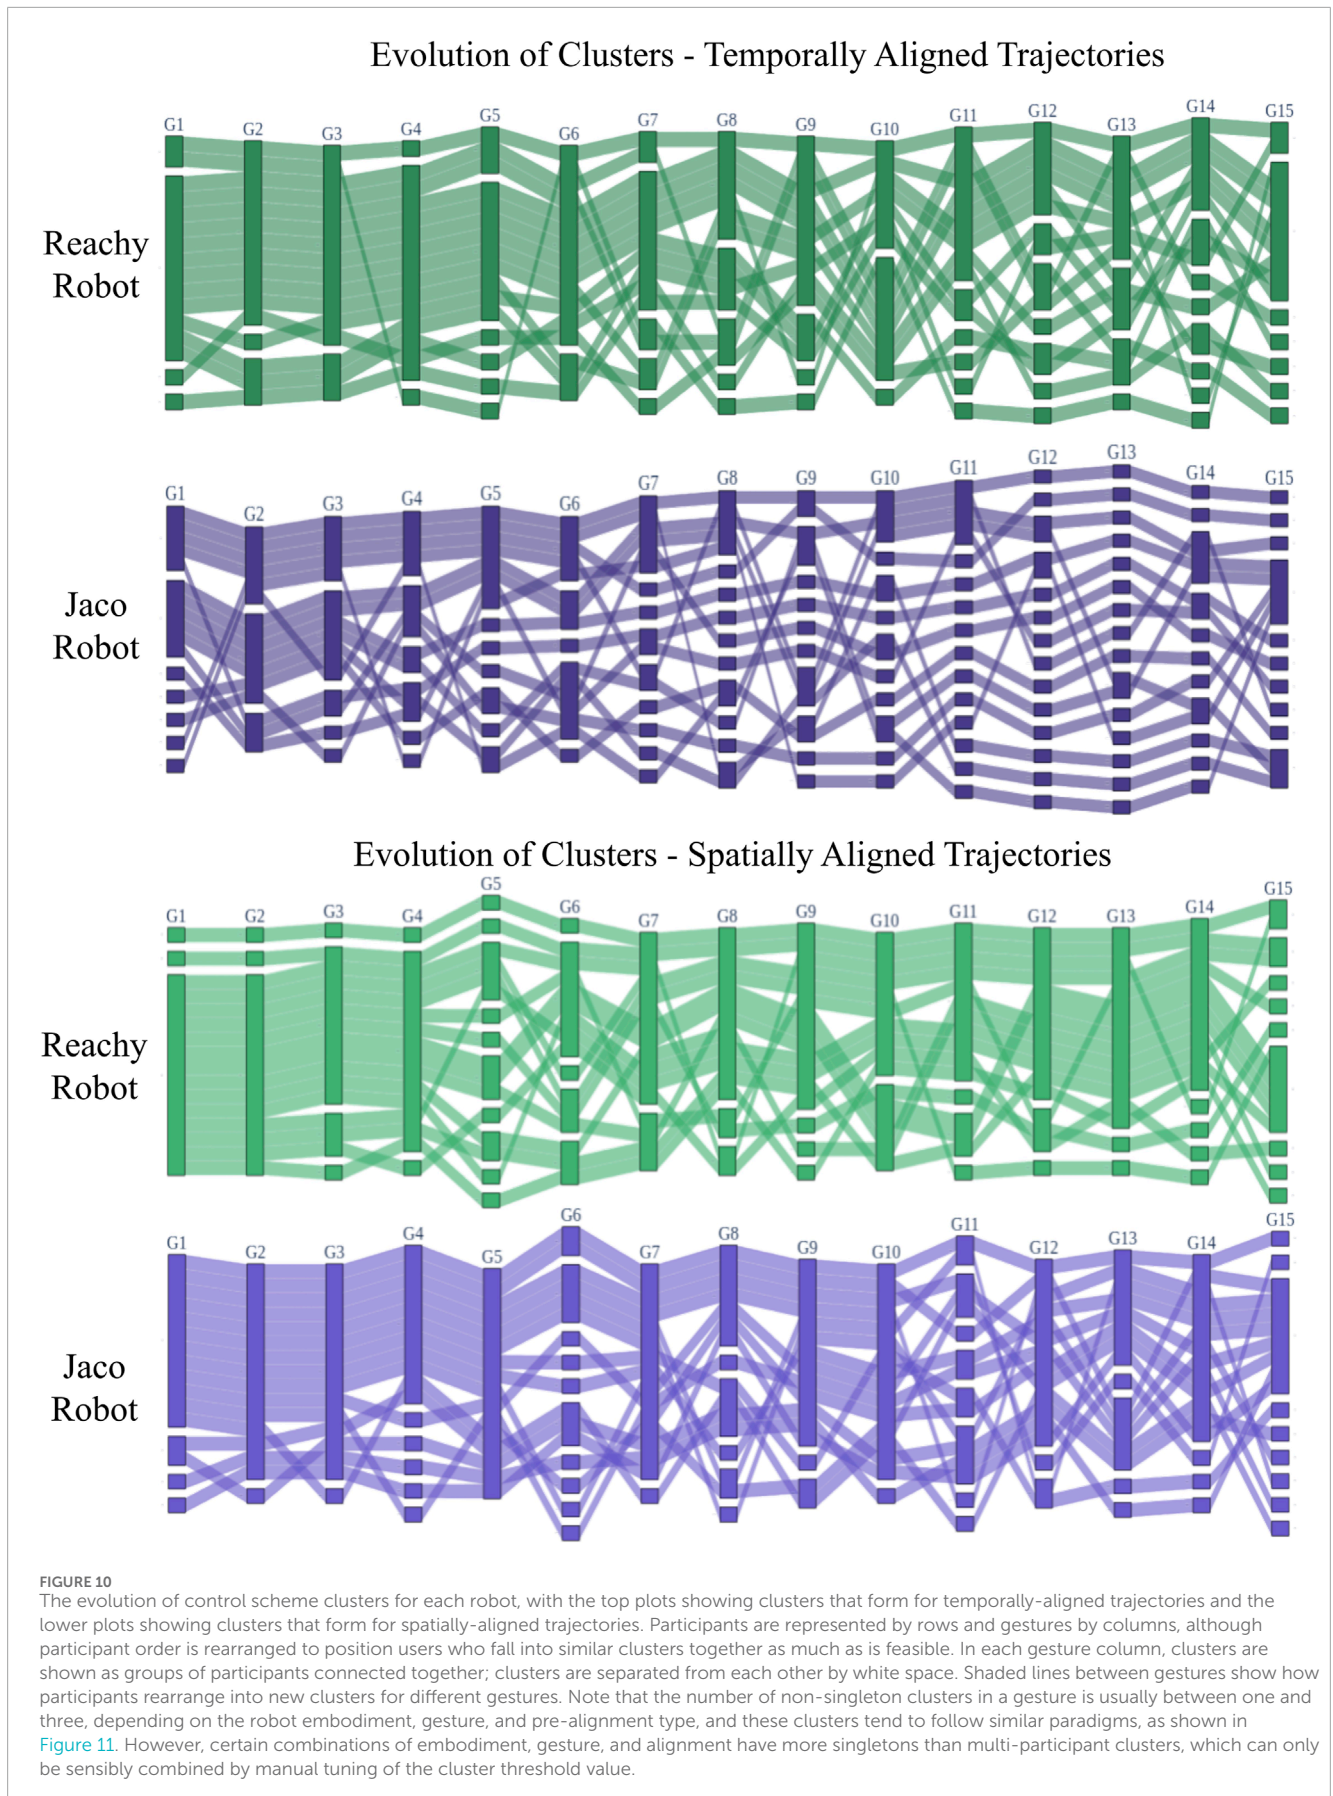 Evolution of Clusters - Temporally Aligned Trajectories
G1 G2 G3 G4 G5 G6 G7 G8 G9 G10 G11 G12 G13 G14 G15
Reachy
Robot
G1 G2 G3 G4 G5 G6 G7 G8 G9 G10 G11 G12 G13 G14 G15
Jaco
Robot
Evolution of Clusters - Spatially Aligned Trajectories
G1 G2 G3 G4 G5 G6 G7 G8 G9 G10 G11 G12 G13 G14 G15
Reachy
Robot
G1 G2 G3 G4 G5 G6 G7 G8 G9 G10 G11 G12 G13 G14 G15
Jaco
Robot
FIGURE 10
The evolution of control scheme clusters for each robot, with the top plots showing clusters that form for temporally-aligned trajectories and the
lower plots showing clusters that form for spatially-aligned trajectories. Participants are represented by rows and gestures by columns, although
participant order is rearranged to position users who fall into similar clusters together as much as is feasible. In each gesture column, clusters are
shown as groups of participants connected together; clusters are separated from each other by white space. Shaded lines between gestures show how
participants rearrange into new clusters for different gestures. Note that the number of non-singleton clusters in a gesture is usually between one and
three, depending on the robot embodiment, gesture, and pre-alignment type, and these clusters tend to follow similar paradigms, as shown in
Figure 11. However, certain combinations of embodiment, gesture, and alignment have more singletons than multi-participant clusters, which can only
be sensibly combined by manual tuning of the cluster threshold value.